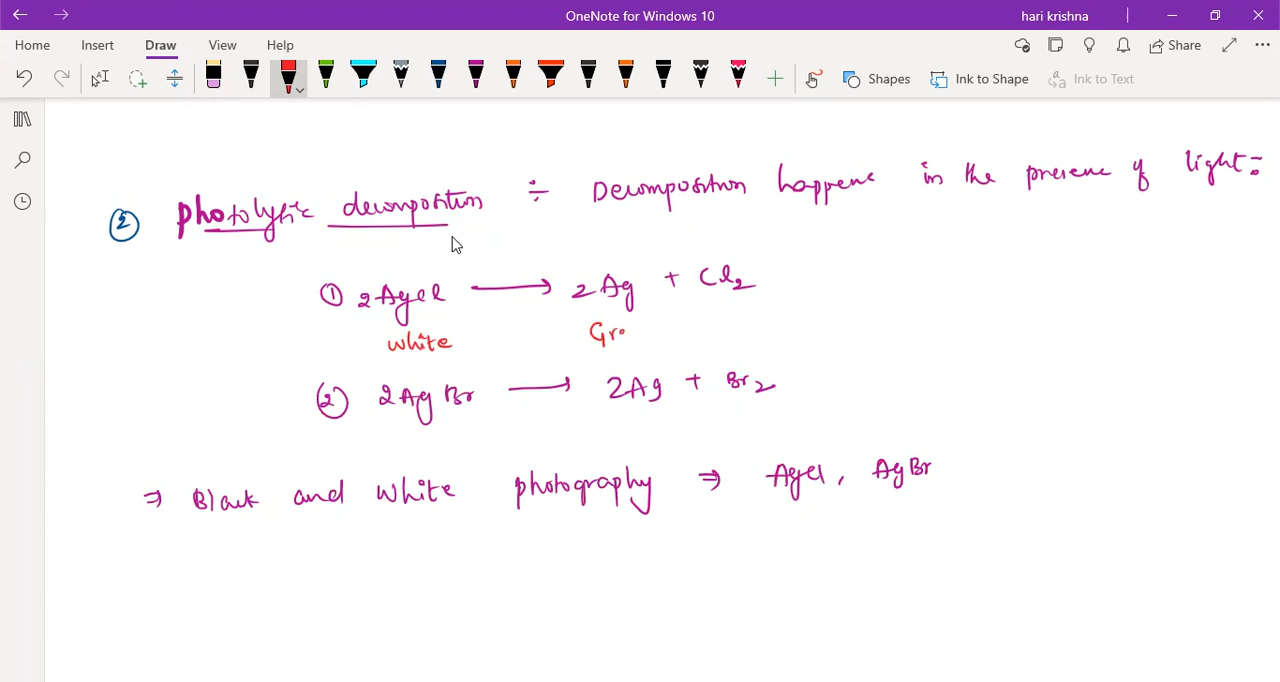 OneNote for Windows 10
hari krishna
Home Insert Draw View Help
Share
Shapes
Ink to Shape
Ink to Text
② photolytic decomposition ÷ Decomposition happens in the presence of light:
① 2AgCl ⟶ 2Ag + Cl2
White Gr
② 2AgBr ⟶ 2Ag + Br2
⇒ Black and White photography ⇒ AgCl, AgBr